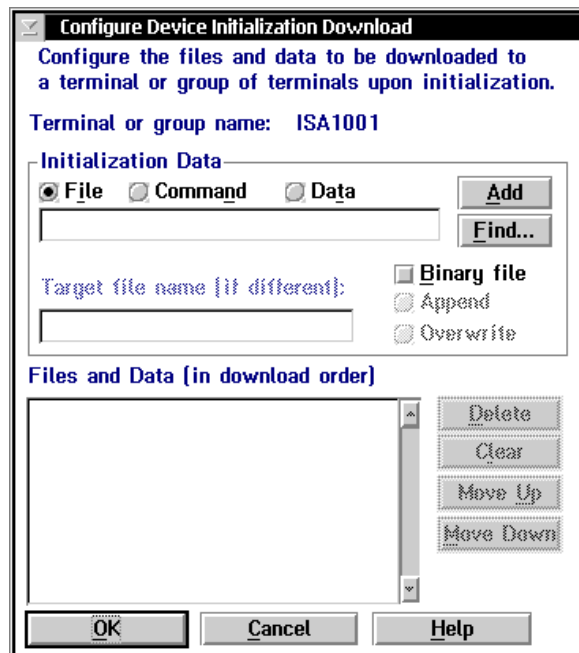 Configure Device Initialization Download
Configure the files and data to be downloaded to
a terminal or group of terminals upon initialization.
Terminal or group name: ISA1001
Initialization Data
File Command Data
Add
Find...
Binary file
Target file name (if different):
Append
Overwrite
Files and Data (in download order)
Delete
Clear
Move Up
Move Down
OK Cancel Help